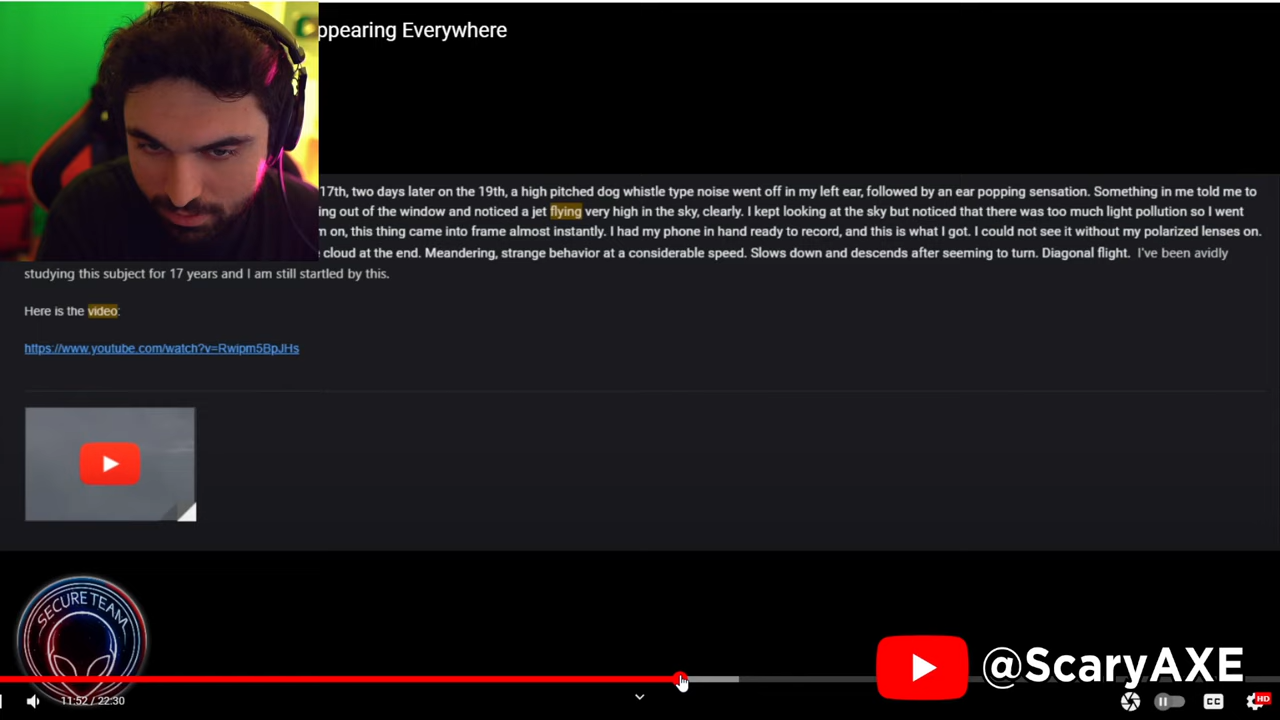 ppearing Everywhere
17th, two days later on the 19th, a high pitched dog whistle type noise went off in my left ear, followed by an ear popping sensation. Something in me told me to
ing out of the window and noticed a jet flying very high in the sky, clearly. I kept looking at the sky but noticed that there was too much light pollution so I went
m on, this thing came into frame almost instantly. I had my phone in hand ready to record, and this is what I got. I could not see it without my polarized lenses on.
cloud at the end. Meandering, strange behavior at a considerable speed. Slows down and descends after seeming to turn. Diagonal flight. I've been avidly
studying this subject for 17 years and I am still startled by this.
Here is the video:
https://www.youtube.com/watch?v=Rwipm5BpJHs
SECURE TEAM
@ScaryAXE
11:52 / 22:30
CC
HD